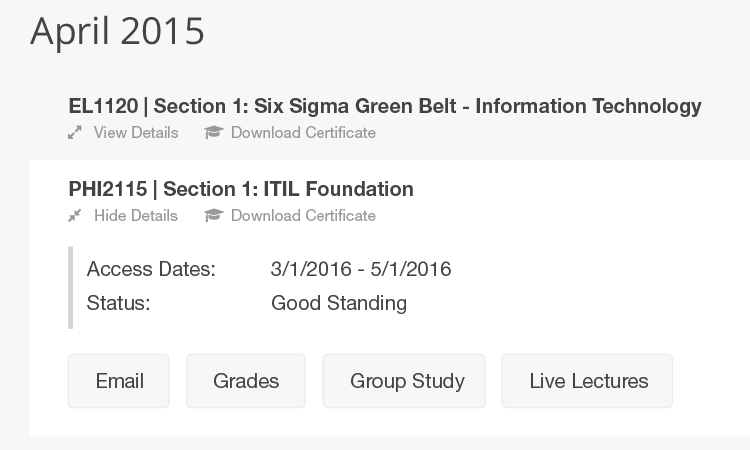 April 2015
EL1120 | Section 1: Six Sigma Green Belt - Information Technology
View Details Download Certificate
PHI2115 | Section 1: ITIL Foundation
Hide Details Download Certificate
Access Dates: 3/1/2016 - 5/1/2016
Status: Good Standing
Email Grades Group Study Live Lectures